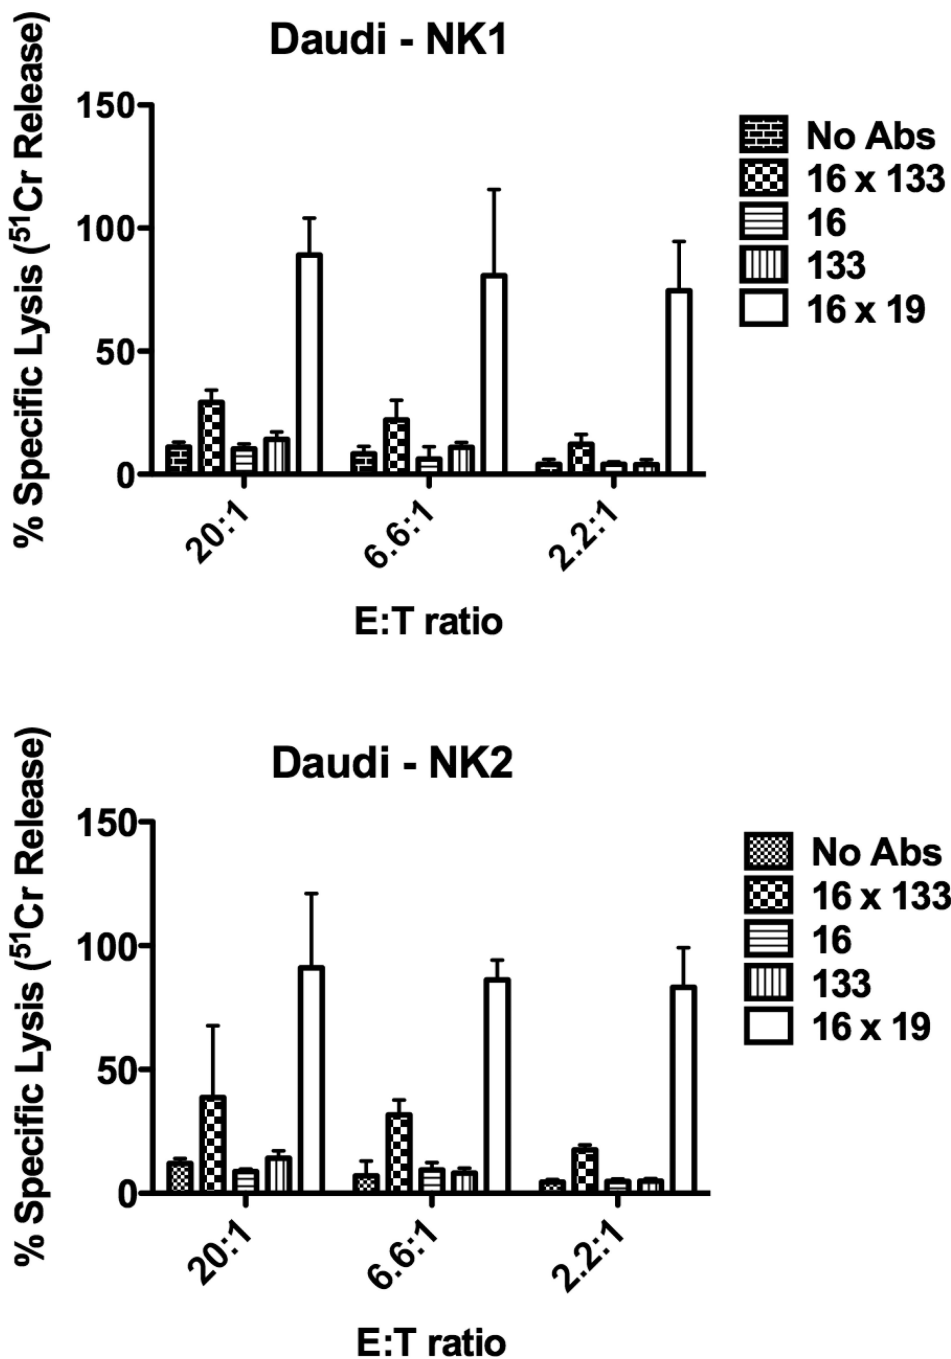 Daudi - NK1
% Specific Lysis (⁵¹Cr Release)
150
100
50
0
20:1
6.6:1
2.2:1
E:T ratio
No Abs
16 x 133
16
133
16 x 19
Daudi - NK2
% Specific Lysis (⁵¹Cr Release)
150
100
50
0
20:1
6.6:1
2.2:1
E:T ratio
No Abs
16 x 133
16
133
16 x 19